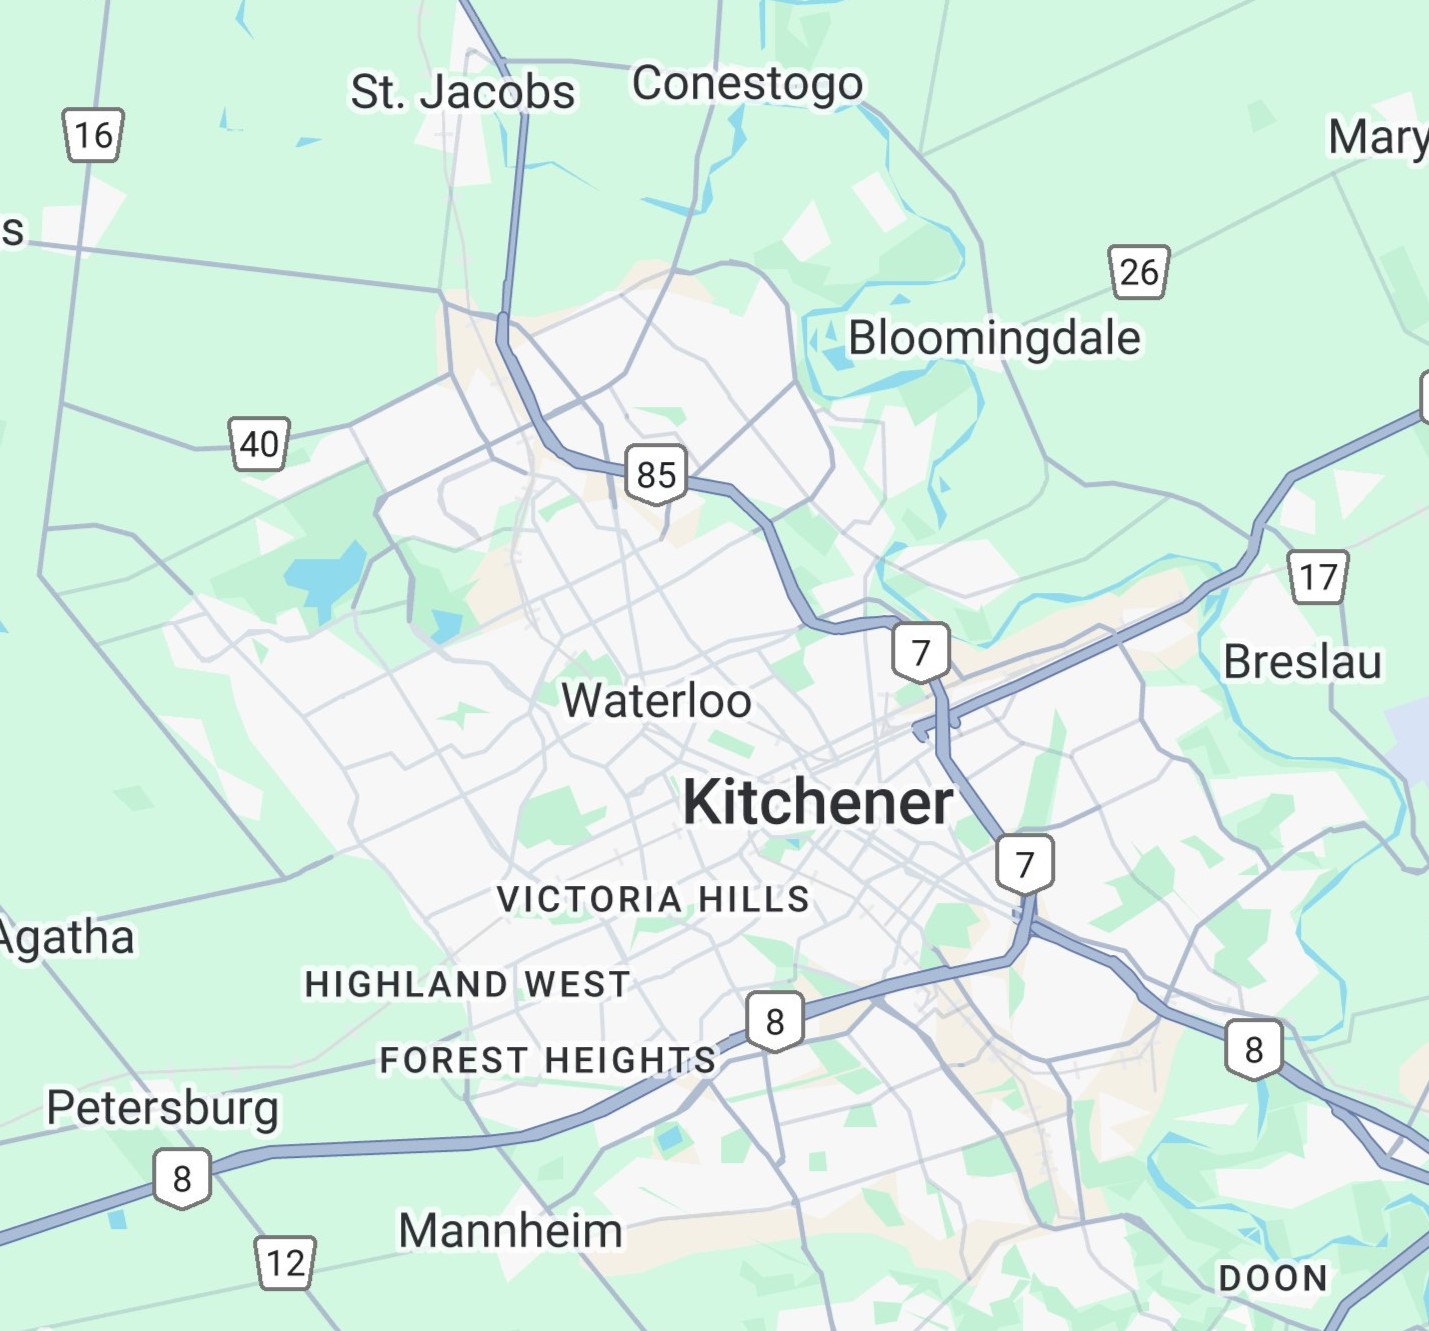 St. Jacobs
Conestogo
16
Mary
s
26
Bloomingdale
40
85
17
7
Breslau
Waterloo
Kitchener
7
VICTORIA HILLS
Agatha
HIGHLAND WEST
8
8
FOREST HEIGHTS
Petersburg
8
Mannheim
12
DOON